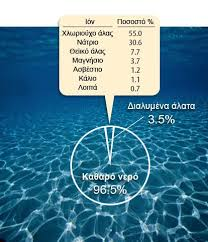 Ιόν Ποσοστό %
Χλωριούχο άλας 55.0
Νάτριο 30.6
Θειικό άλας 7.7
Μαγνήσιο 3.7
Ασβέστιο 1.2
Κάλιο 1.1
Λοιπά 0.7
Διαλυμένα άλατα
3.5%
Καθαρό νερό
96.5%